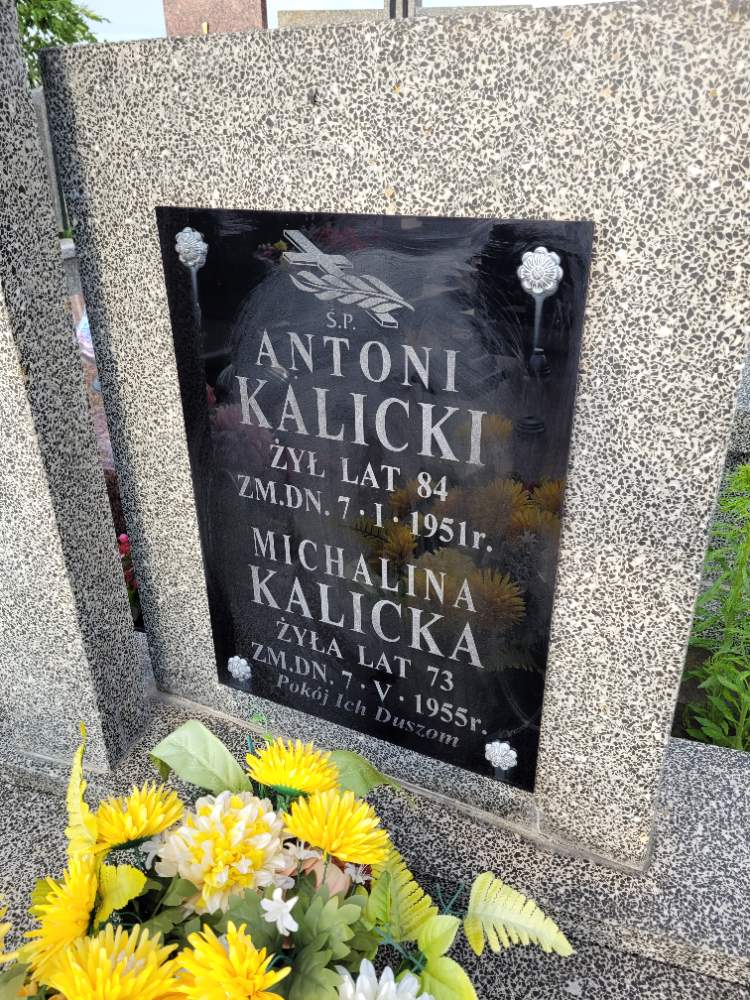 Ś.P.
ANTONI
KALICKI
ŻYŁ LAT 84
ZM.DN. 7·I·1951r.
MICHALINA
KALICKA
ŻYŁA LAT 73
ZM.DN. 7·V·1955r.
Pokój Ich Duszom